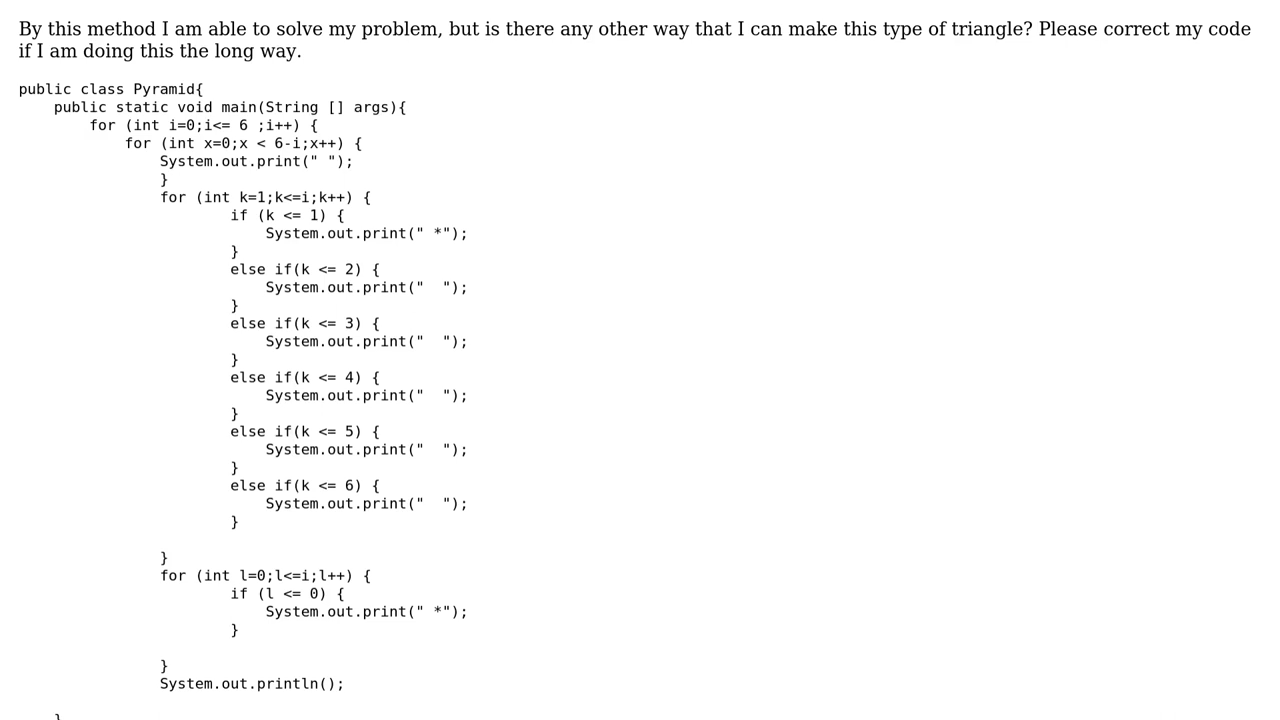 By this method I am able to solve my problem, but is there any other way that I can make this type of triangle? Please correct my code
if I am doing this the long way.
public class Pyramid{
    public static void main(String [] args){
        for (int i=0;i<= 6 ;i++) {
            for (int x=0;x < 6-i;x++) {
                System.out.print(" ");
                }
                for (int k=1;k<=i;k++) {
                        if (k <= 1) {
                            System.out.print(" *");
                        }
                        else if(k <= 2) {
                            System.out.print("  ");
                        }
                        else if(k <= 3) {
                            System.out.print("  ");
                        }
                        else if(k <= 4) {
                            System.out.print("  ");
                        }
                        else if(k <= 5) {
                            System.out.print("  ");
                        }
                        else if(k <= 6) {
                            System.out.print("  ");
                        }
                }
                for (int l=0;l<=i;l++) {
                        if (l <= 0) {
                            System.out.print(" *");
                        }
                }
                System.out.println();
    }